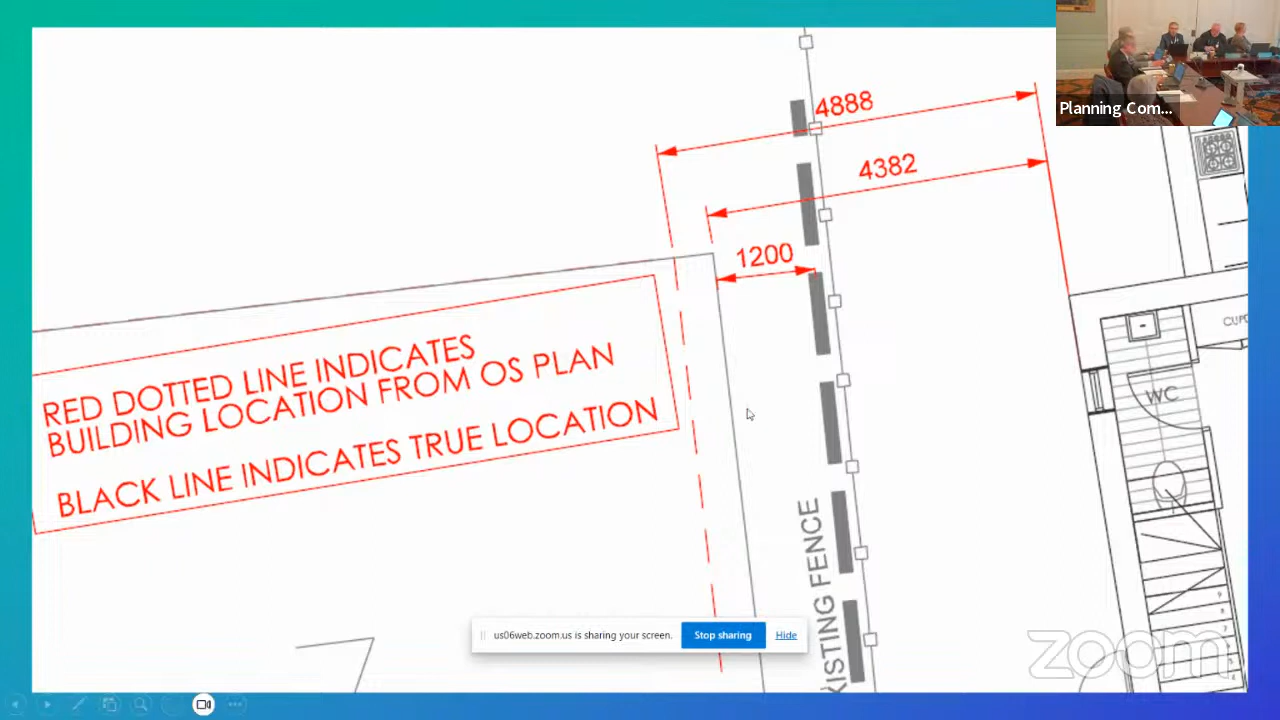 Planning Com...
4888
4382
1200
RED DOTTED LINE INDICATES
BUILDING LOCATION FROM OS PLAN
BLACK LINE INDICATES TRUE LOCATION
WC
XISTING FENCE
us06web.zoom.us is sharing your screen.
Stop sharing
Hide
zoom